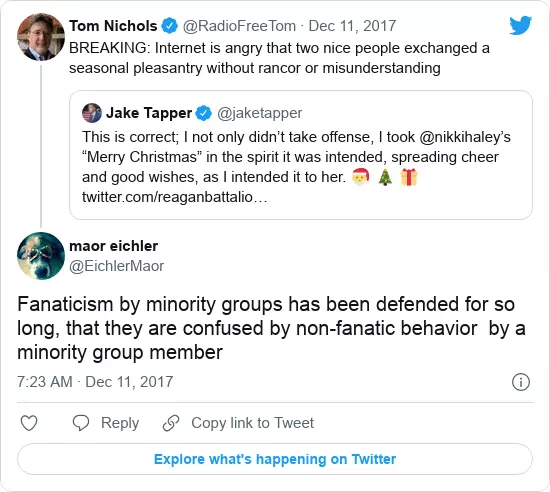 Tom Nichols @RadioFreeTom · Dec 11, 2017
BREAKING: Internet is angry that two nice people exchanged a
seasonal pleasantry without rancor or misunderstanding
Jake Tapper @jaketapper
This is correct; I not only didn’t take offense, I took @nikkihaley’s
“Merry Christmas” in the spirit it was intended, spreading cheer
and good wishes, as I intended it to her. 🎅 🎄 🎁
twitter.com/reaganbattalio…
maor eichler
@EichlerMaor
Fanaticism by minority groups has been defended for so
long, that they are confused by non-fanatic behavior  by a
minority group member
7:23 AM · Dec 11, 2017
Reply Copy link to Tweet
Explore what's happening on Twitter